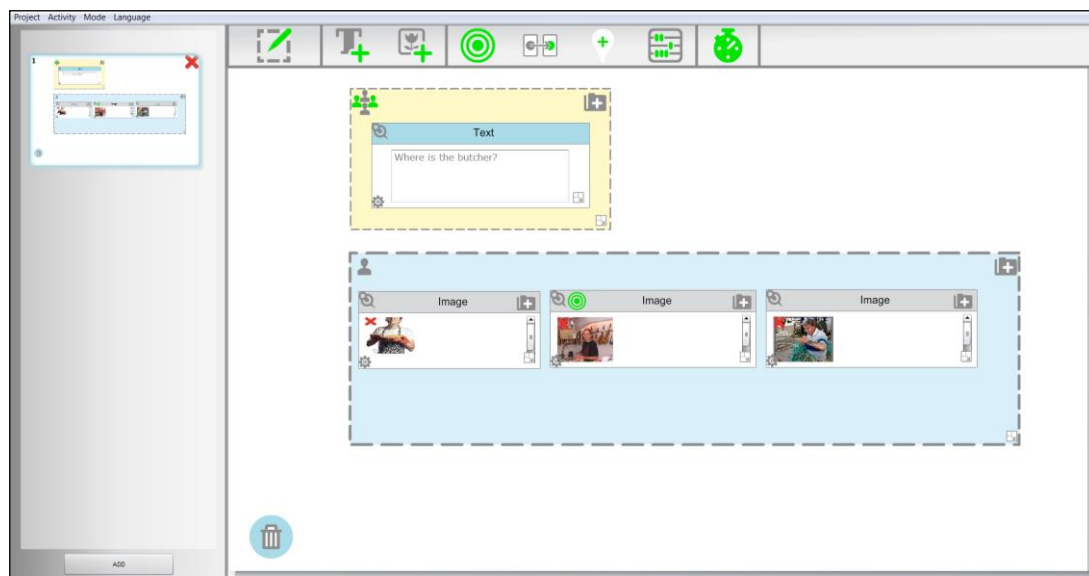 Project Activity Mode Language
1
Text
Where is the butcher?
Image Image Image
ADD